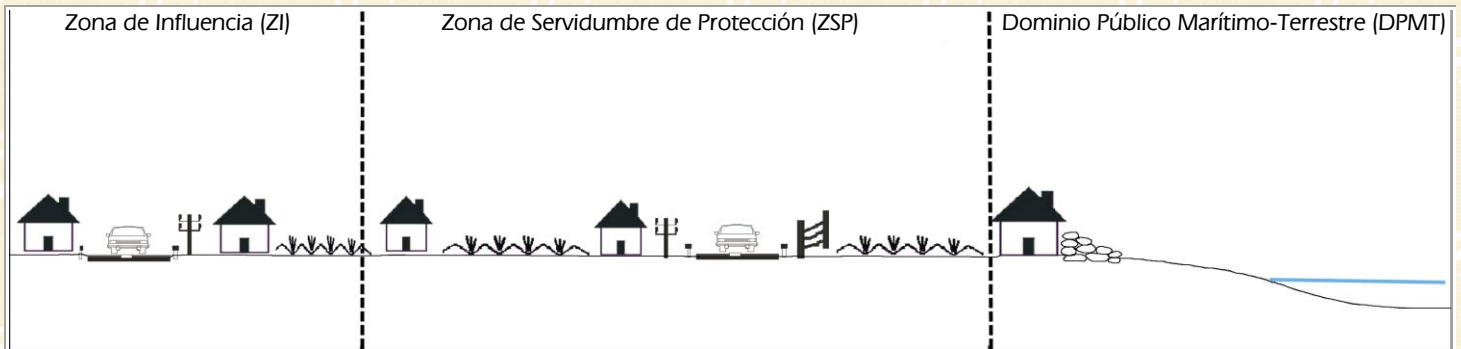 Zona de Influencia (ZI)
Zona de Servidumbre de Protección (ZSP)
Dominio Público Marítimo-Terrestre (DPMT)